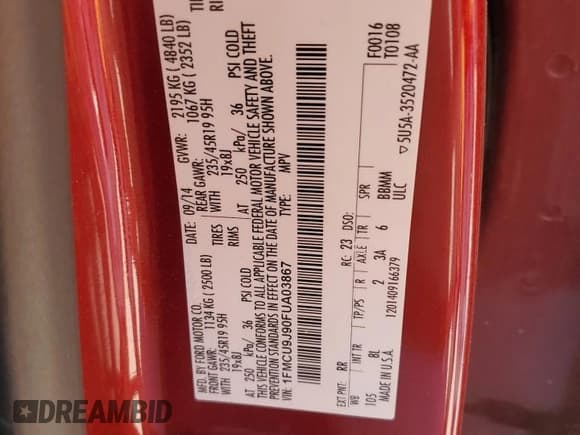 MFD. BY FORD MOTOR CO.
DATE: 09/14 GVWR: 2195 KG ( 4840 LB)
FRONT GAWR: 1134 KG ( 2500 LB) REAR GAWR: 1067 KG ( 2352 LB)
WITH 235/45R19 95H TIRES WITH 235/45R19 95H
19x8J RIMS 19x8J
AT 250 kPa/ 36 PSI COLD AT 250 kPa/ 36 PSI COLD
THIS VEHICLE CONFORMS TO ALL APPLICABLE FEDERAL MOTOR VEHICLE SAFETY AND THEFT
PREVENTION STANDARDS IN EFFECT ON THE DATE OF MANUFACTURE SHOWN ABOVE.
VIN: 1FMCU9J90FUA03867 TYPE: MPV
F0016
T0108
EXT PNT: RR RC: 23 DSO:
WB INT TR TP/PS R AXLE TR SPR
105 8L 2 3A 6 BBMM
ULC
MADE IN U.S.A. 1201409166379
▽5U5A-3520472-AA
DREAMBID